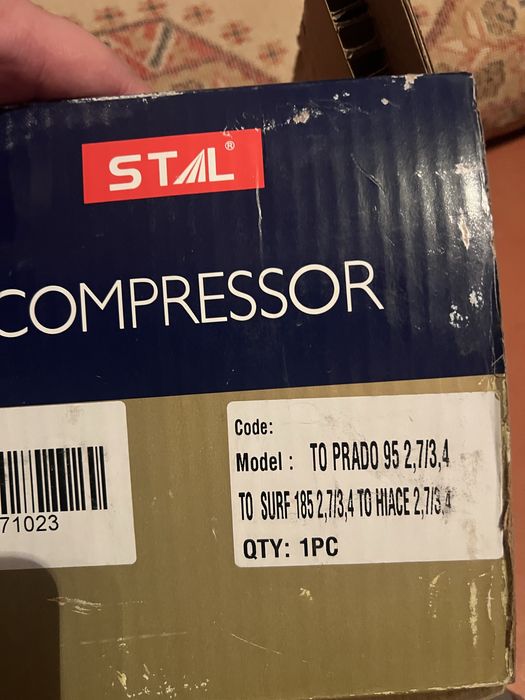 STAL®
COMPRESSOR
Code:
Model : TO PRADO 95 2,7/3,4
TO SURF 185 2,7/3,4 TO HIACE 2,7/3,4
QTY: 1PC
71023